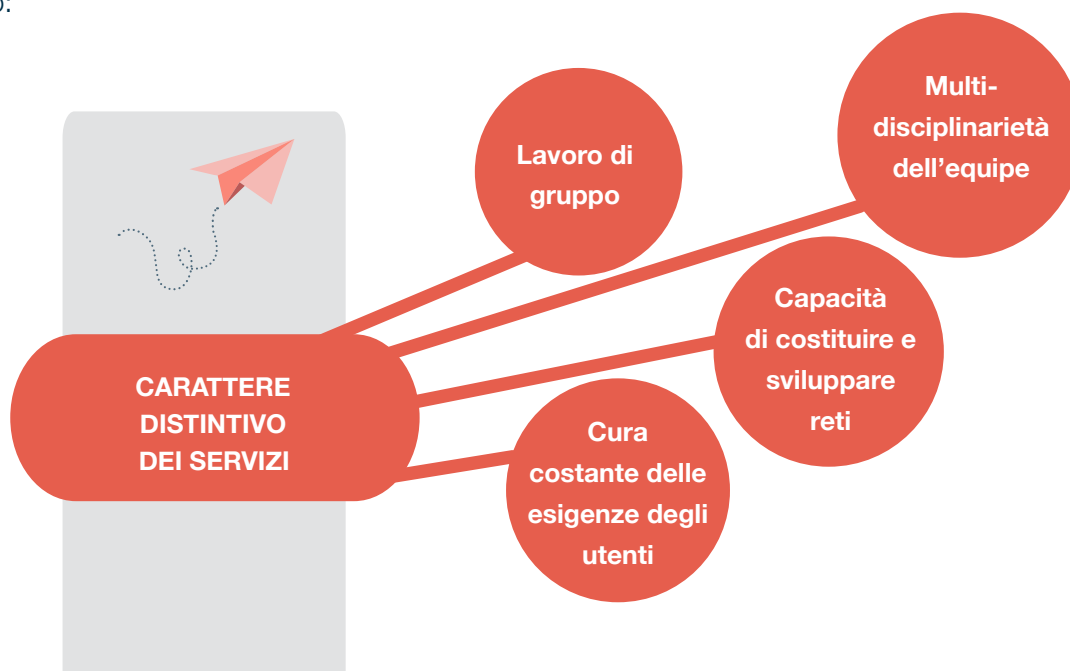 o:
Lavoro di
gruppo
Multi-
disciplinarietà
dell’equipe
Capacità
di costituire e
sviluppare
reti
CARATTERE
DISTINTIVO
DEI SERVIZI
Cura
costante delle
esigenze degli
utenti